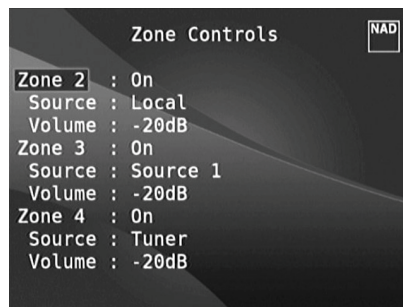 Zone Controls
NAD
Zone 2 : On
Source : Local
Volume : -20dB
Zone 3 : On
Source : Source 1
Volume : -20dB
Zone 4 : On
Source : Tuner
Volume : -20dB